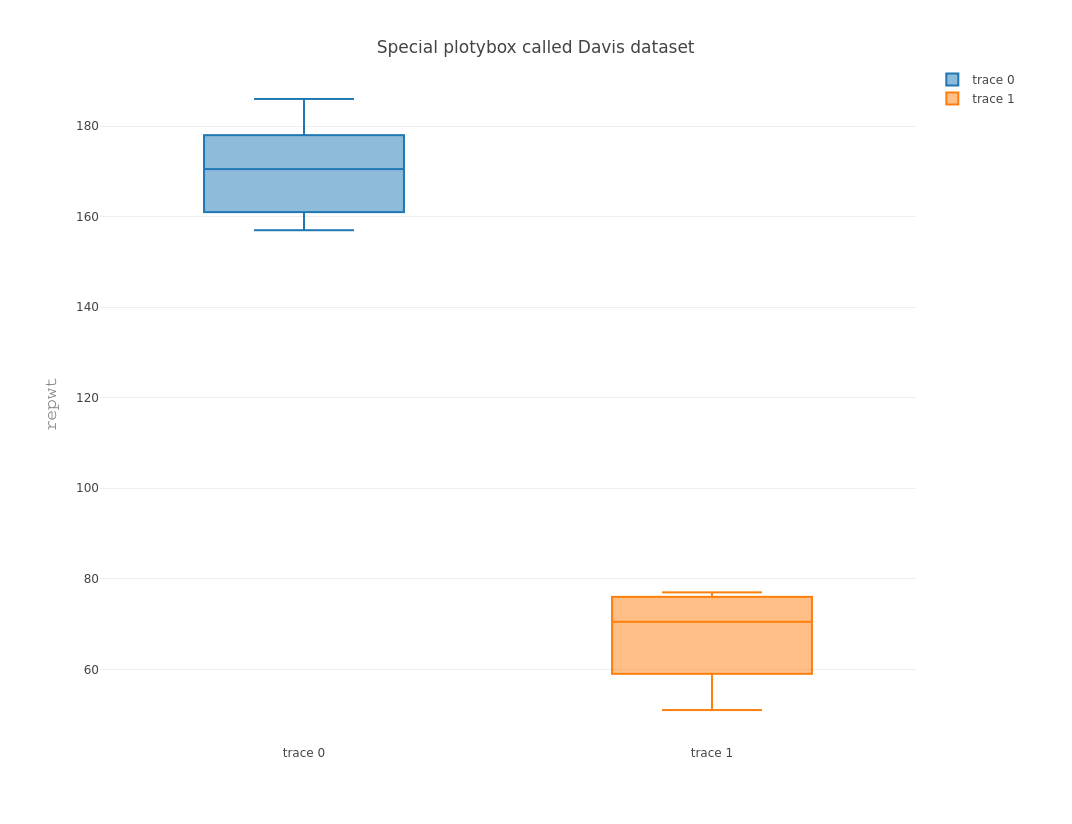 Special plotybox called Davis dataset
trace 0
trace 1
180
160
140
120
100
80
60
repwt
trace 0
trace 1